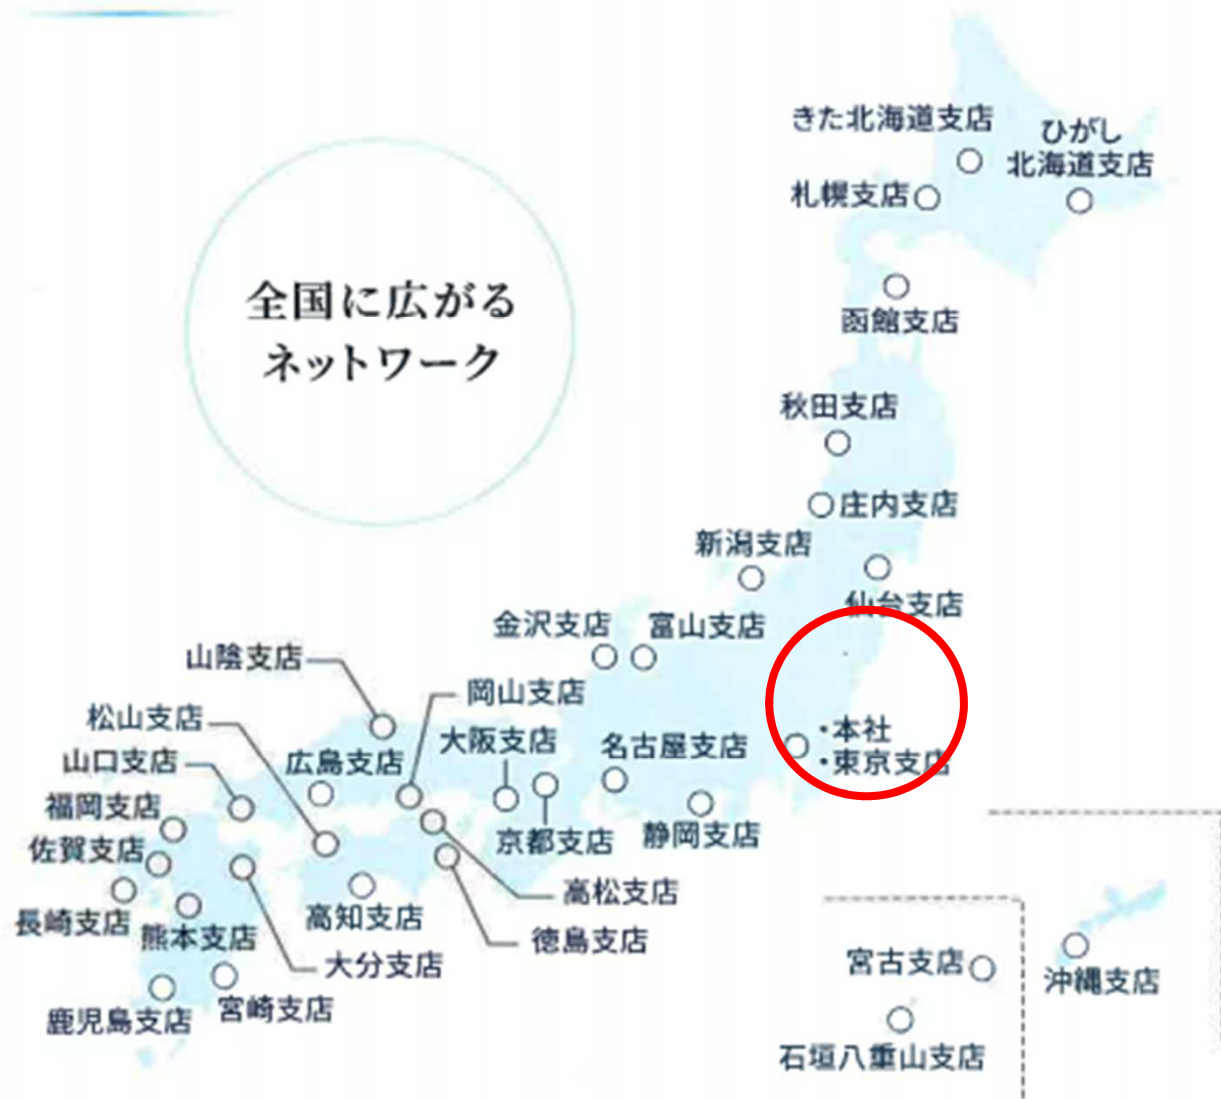 きた北海道支店
ひがし
北海道支店
札幌支店
函館支店
全国に広がる
ネットワーク
秋田支店
庄内支店
新潟支店
仙台支店
金沢支店
富山支店
山陰支店
岡山支店
松山支店
大阪支店
名古屋支店
・本社
・東京支店
山口支店
広島支店
福岡支店
京都支店
静岡支店
佐賀支店
高松支店
長崎支店
熊本支店
高知支店
徳島支店
大分支店
宮古支店
沖縄支店
鹿児島支店
宮崎支店
石垣八重山支店